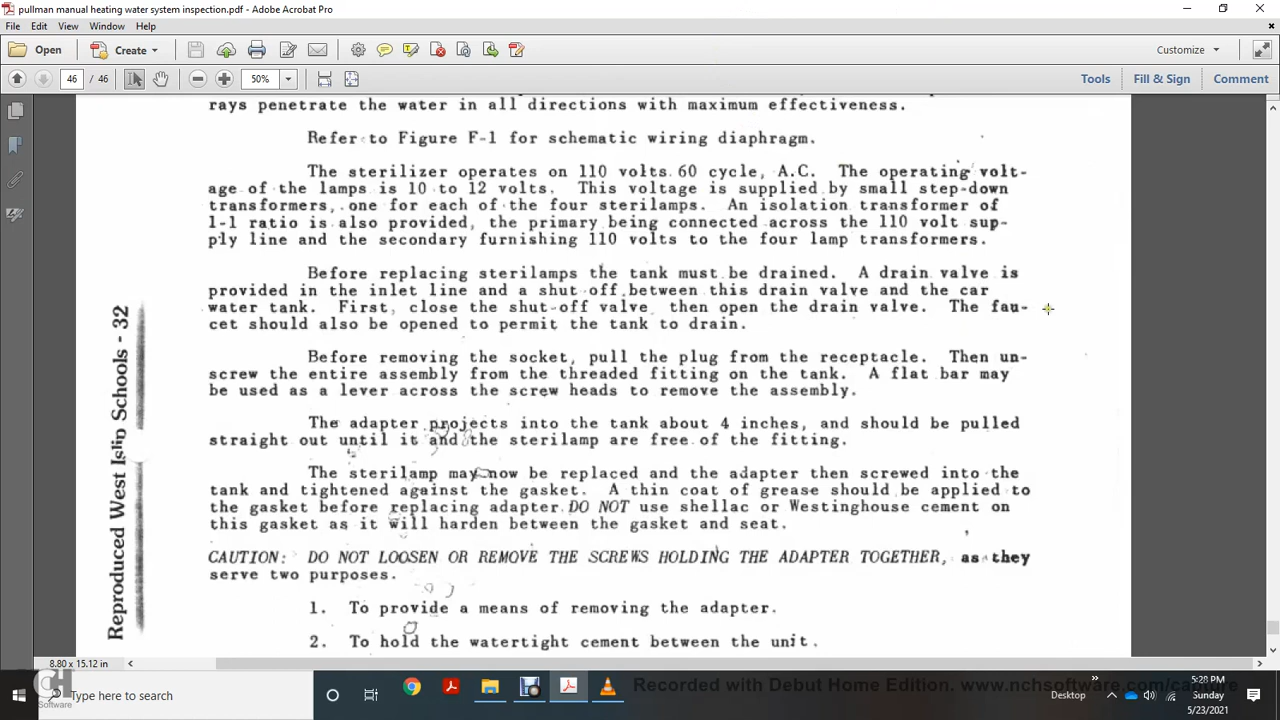 pullman manual heating water system inspection.pdf - Adobe Acrobat Pro
File Edit View Window Help
Open Create Customize
46 / 46 50% Tools Fill & Sign Comment
rays penetrate the water in all directions with maximum effectiveness.
Refer to Figure F-1 for schematic wiring diaphragm.
The sterilizer operates on 110 volts 60 cycle, A.C. The operating volt-
age of the lamps is 10 to 12 volts. This voltage is supplied by small step-down
transformers, one for each of the four sterilamps. An isolation transformer of
1-1 ratio is also provided, the primary being connected across the 110 volt sup-
ply line and the secondary furnishing 110 volts to the four lamp transformers.
Before replacing sterilamps the tank must be drained. A drain valve is
provided in the inlet line and a shut-off between this drain valve and the car
water tank. First, close the shut-off valve then open the drain valve. The fau-
cet should also be opened to permit the tank to drain.
Before removing the socket, pull the plug from the receptacle. Then un-
screw the entire assembly from the threaded fitting on the tank. A flat bar may
be used as a lever across the screw heads to remove the assembly.
The adapter projects into the tank about 4 inches, and should be pulled
straight out until it and the sterilamp are free of the fitting.
The sterilamp may now be replaced and the adapter then screwed into the
tank and tightened against the gasket. A thin coat of grease should be applied to
the gasket before replacing adapter. DO NOT use shellac or Westinghouse cement on
this gasket as it will harden between the gasket and seat.
CAUTION: DO NOT LOOSEN OR REMOVE THE SCREWS HOLDING THE ADAPTER TOGETHER, as they
serve two purposes.
1. To provide a means of removing the adapter.
2. To hold the watertight cement between the unit.
Reproduced West Islip Schools - 32
8.80 x 15.12 in
Type here to search
Recorded with Debut Home Edition. www.nchsoftware.com/capture
Software
Desktop
5:28 PM
Sunday
5/23/2021